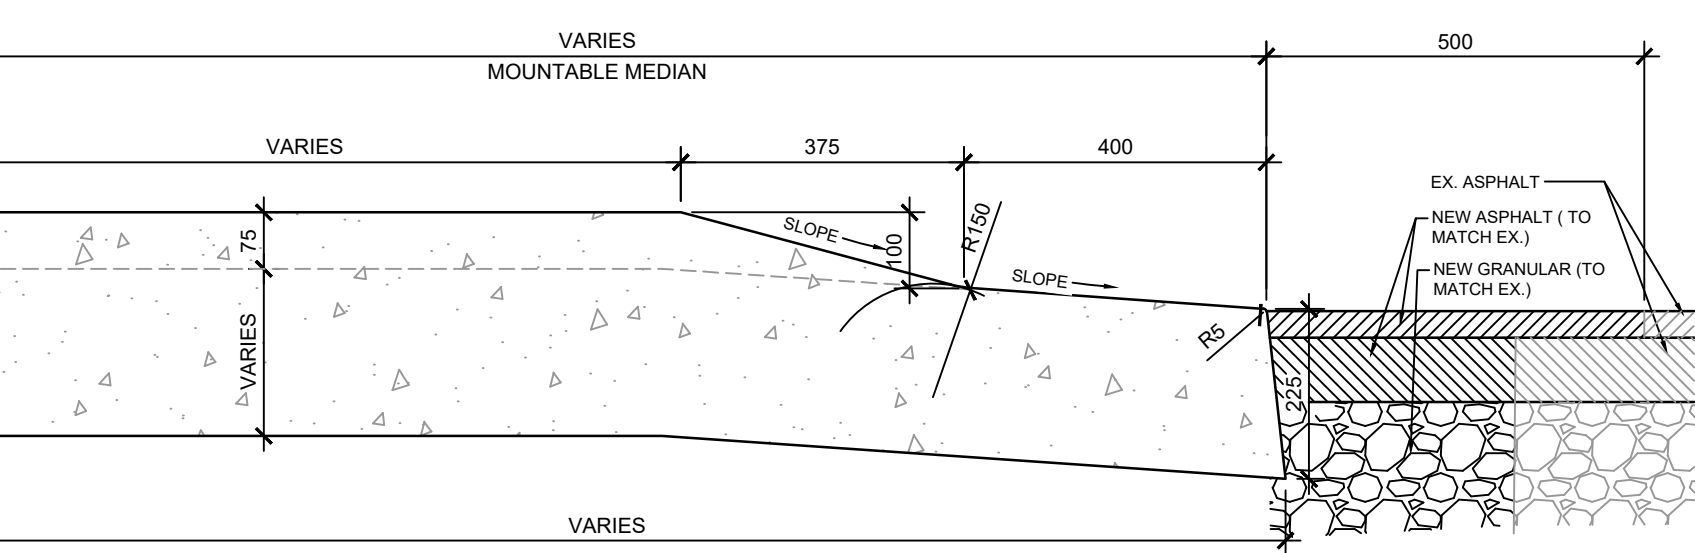 VARIES
500
MOUNTABLE MEDIAN
VARIES
375
400
EX. ASPHALT
NEW ASPHALT ( TO
MATCH EX.)
NEW GRANULAR (TO
MATCH EX.)
75
SLOPE
100
R150
SLOPE
VARIES
R5
225
VARIES